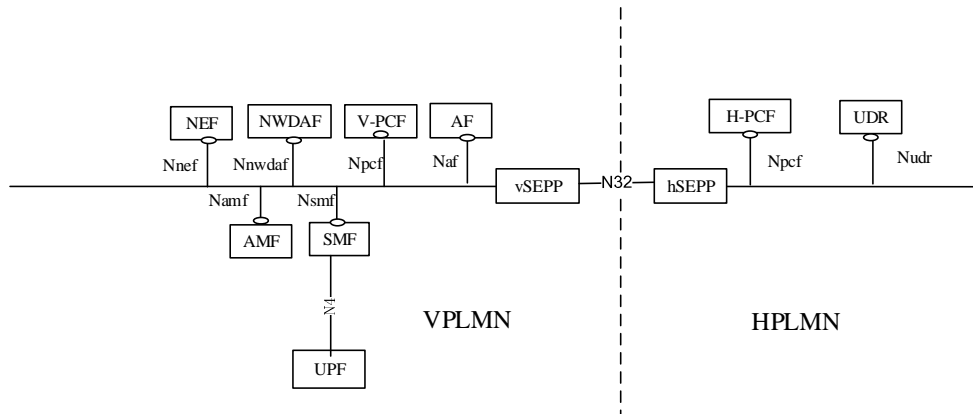 NEF
NWDAF
V-PCF
AF
H-PCF
UDR
Nnef
Nnwdaf
Npcf
Naf
Npcf
Nudr
vSEPP
N32
hSEPP
Namf
Nsmf
AMF
SMF
N4
VPLMN
HPLMN
UPF